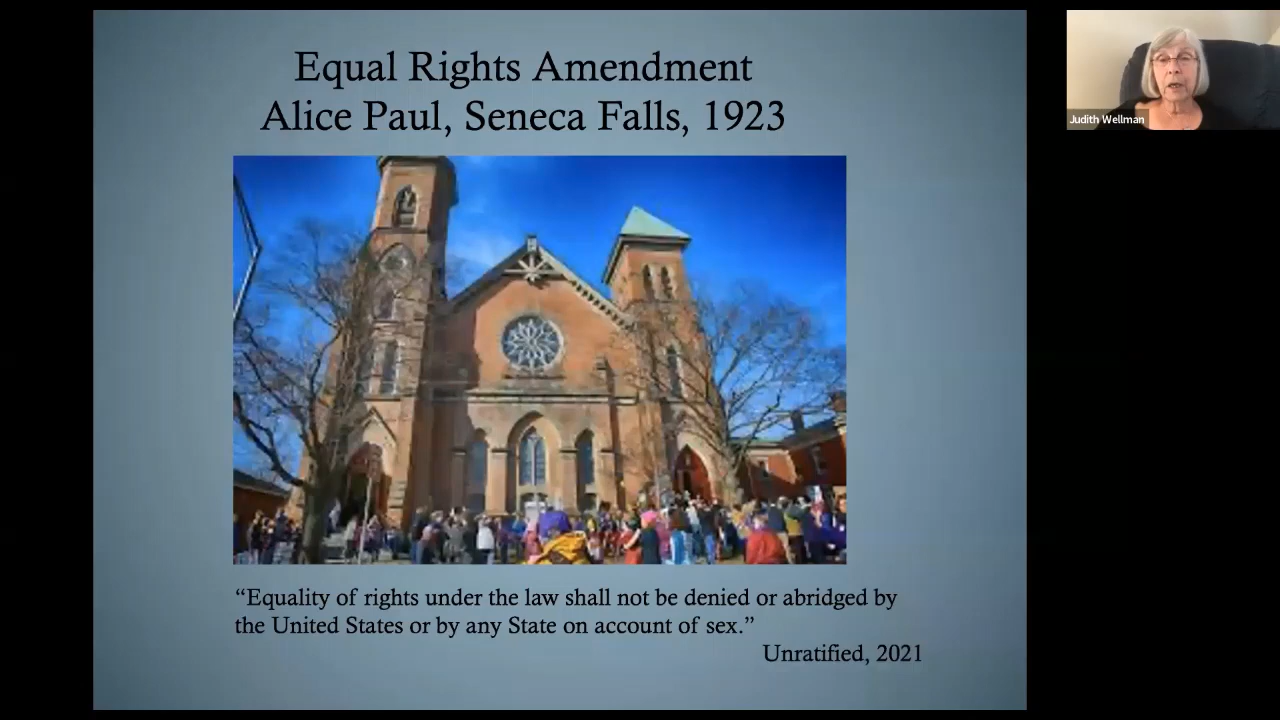 Equal Rights Amendment
Alice Paul, Seneca Falls, 1923
“Equality of rights under the law shall not be denied or abridged by
the United States or by any State on account of sex.”
Unratified, 2021
Judith Wellman